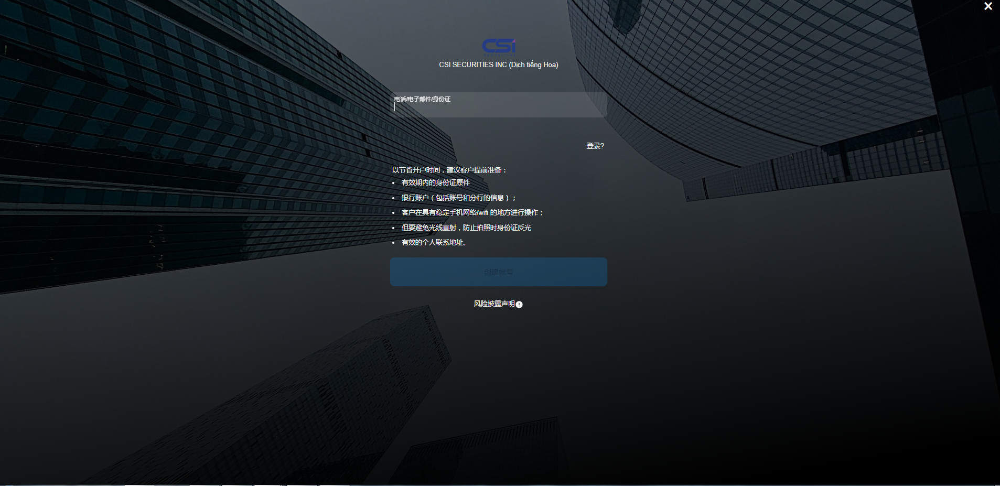 CSI
CSI SECURITIES INC (Dịch tiếng Hoa)
电话/电子邮件/身份证
登录?
以节省开户时间，建议客户提前准备：
有效期内的身份证原件
银行账户（包括账号和分行的信息）；
客户在具有稳定手机网络/wifi 的地方进行操作；
但要避免光线直射，防止拍照时身份证反光
有效的个人联系地址。
创建帐号
风险披露声明